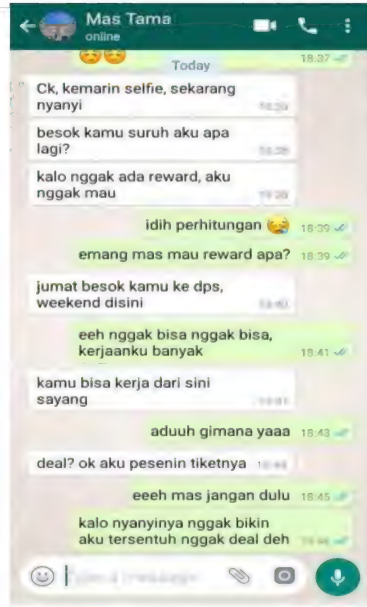 Mas Tama
online
18:37
Today
Ck, kemarin selfie, sekarang
nyanyi
besok kamu suruh aku apa
lagi?
kalo nggak ada reward, aku
nggak mau
idih perhitungan 😪 18:39
emang mas mau reward apa? 18:39
jumat besok kamu ke dps,
weekend disini
eeh nggak bisa nggak bisa,
kerjaanku banyak 18:41
kamu bisa kerja dari sini
sayang
aduuh gimana yaaa 18:43
deal? ok aku pesenin tiketnya
eeeh mas jangan dulu 18:45
kalo nyanyinya nggak bikin
aku tersentuh nggak deal deh